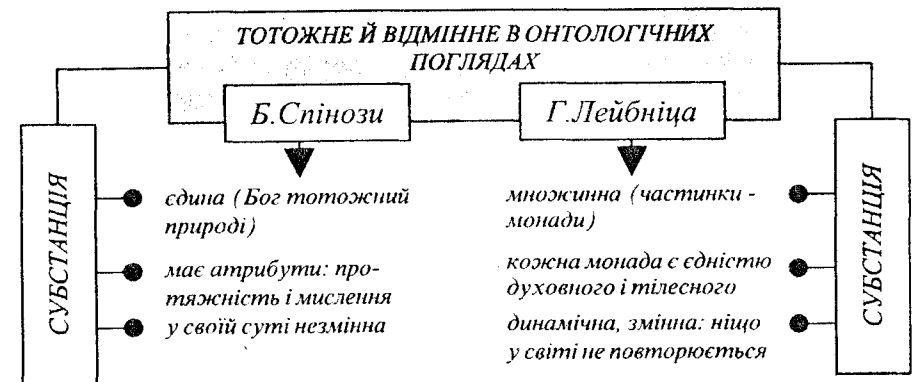 ТОТОЖНЕ Й ВІДМІННЕ В ОНТОЛОГІЧНИХ
ПОГЛЯДАХ
Б.Спінози
Г.Лейбніца
СУБСТАНЦІЯ
єдина (Бог тотожний
природі)
має атрибути: про-
тяжність і мислення
у своїй суті незмінна
множинна (частинки -
монади)
кожна монада є єдністю
духовного і тілесного
динамічна, змінна: ніщо
у світі не повторюється
СУБСТАНЦІЯ